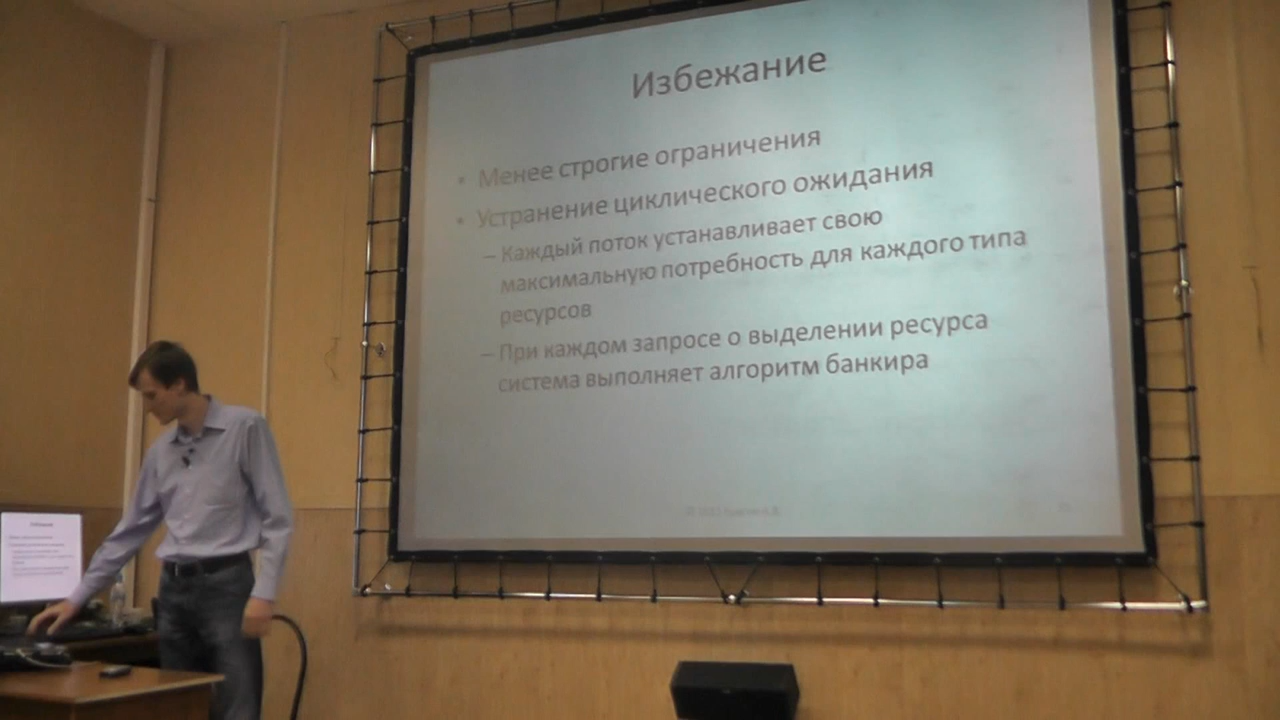 Избежание
• Менее строгие ограничения
• Устранение циклического ожидания
– Каждый поток устанавливает свою
максимальную потребность для каждого типа
ресурсов
– При каждом запросе о выделении ресурса
система выполняет алгоритм банкира